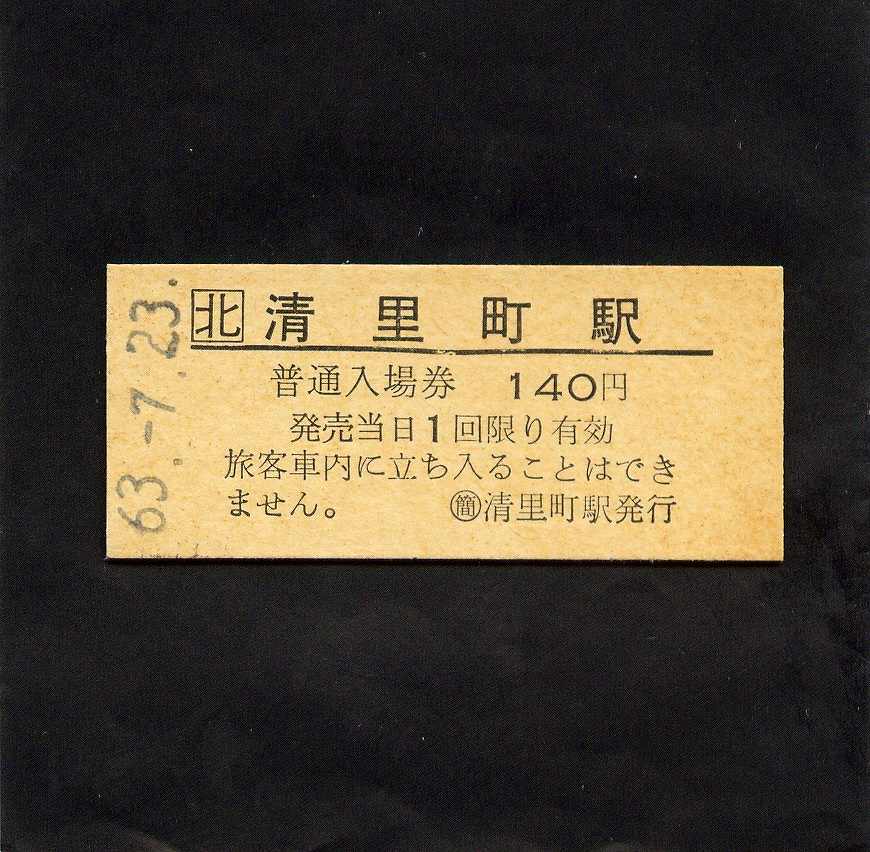 63.-7.23.
北 清里町駅
普通入場券 140円
発売当日1回限り有効
旅客車内に立ち入ることはでき
ません。 ㊙清里町駅発行